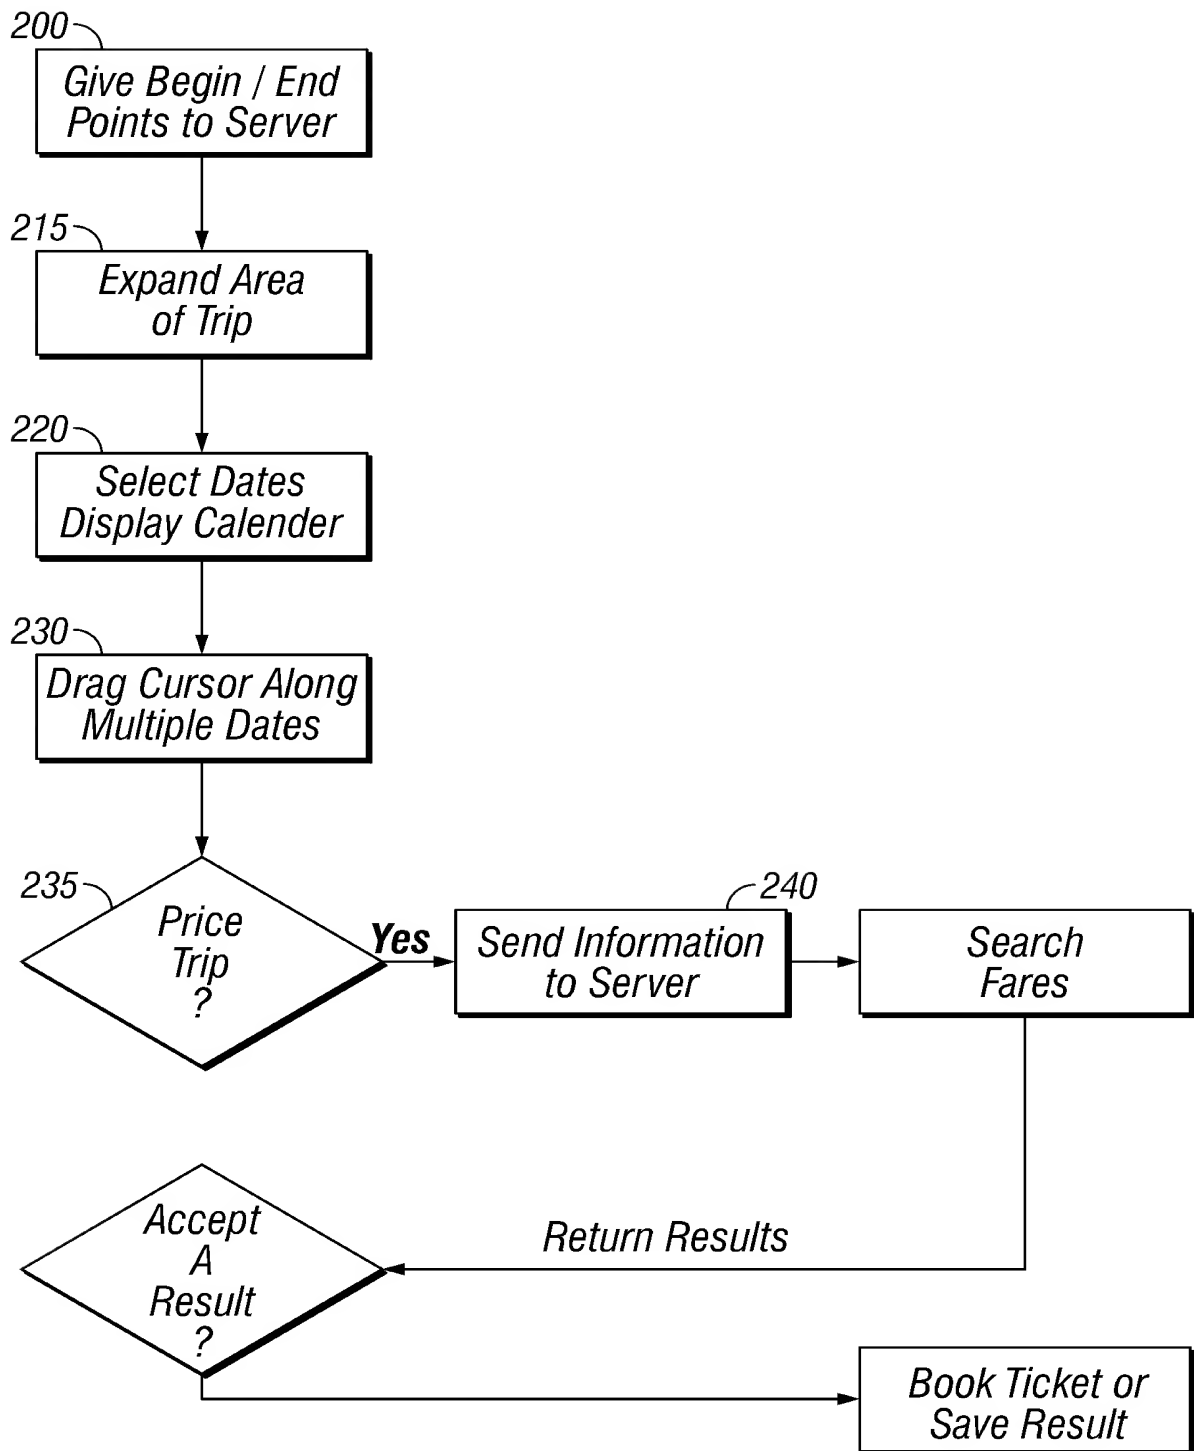 200
Give Begin / End
Points to Server
215
Expand Area
of Trip
220
Select Dates
Display Calender
230
Drag Cursor Along
Multiple Dates
235
Price
Trip
?
Yes
240
Send Information
to Server
Search
Fares
Accept
A
Result
?
Return Results
Book Ticket or
Save Result